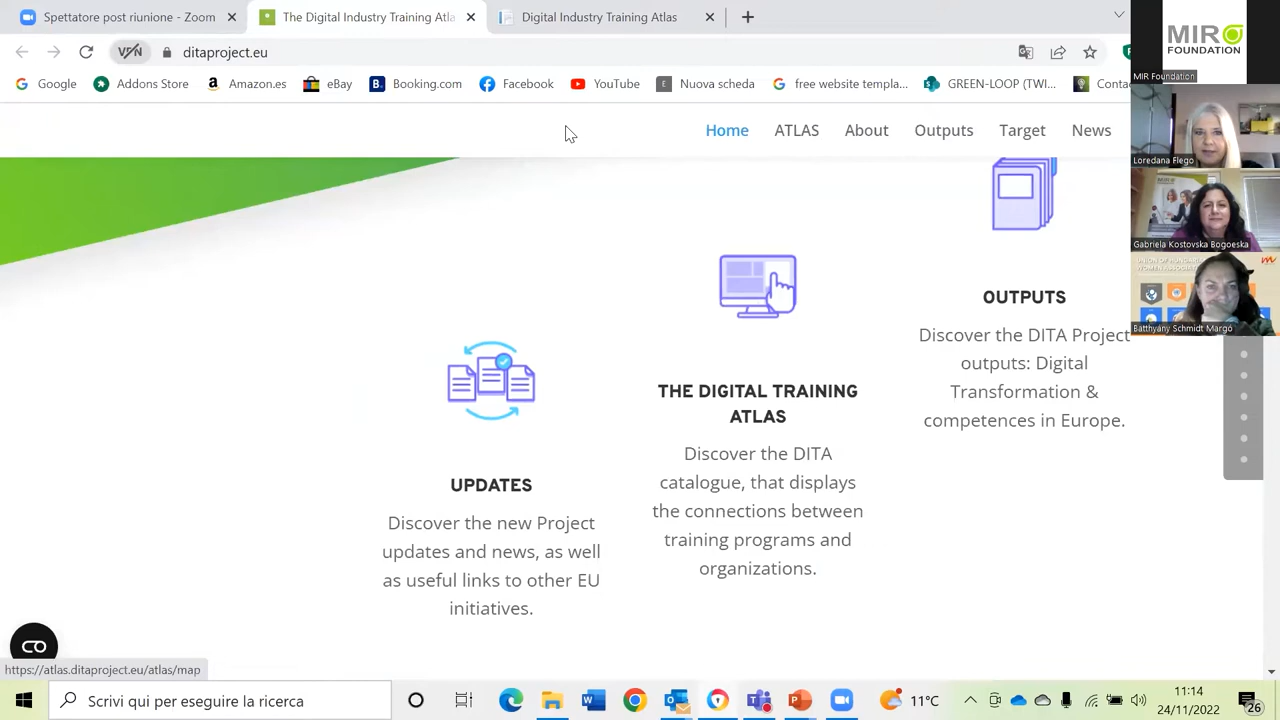 Spettatore post riunione - Zoom
The Digital Industry Training Atla
Digital Industry Training Atlas
VPN
ditaproject.eu
Google
Addons Store
Amazon.es
eBay
Booking.com
Facebook
YouTube
Nuova scheda
free website templa...
GREEN-LOOP (TWI...
Conta
Home
ATLAS
About
Outputs
Target
News
MIR
FOUNDATION
MIR Foundation
Loredana Flego
Gabriela Kostovska Bogoeska
Batthyány Schmidt Margó
OUTPUTS
Discover the DITA Project
outputs: Digital
Transformation &
competences in Europe.
THE DIGITAL TRAINING
ATLAS
Discover the DITA
catalogue, that displays
the connections between
training programs and
organizations.
UPDATES
Discover the new Project
updates and news, as well
as useful links to other EU
initiatives.
https://atlas.ditaproject.eu/atlas/map
Scrivi qui per eseguire la ricerca
11°C
11:14
24/11/2022
26